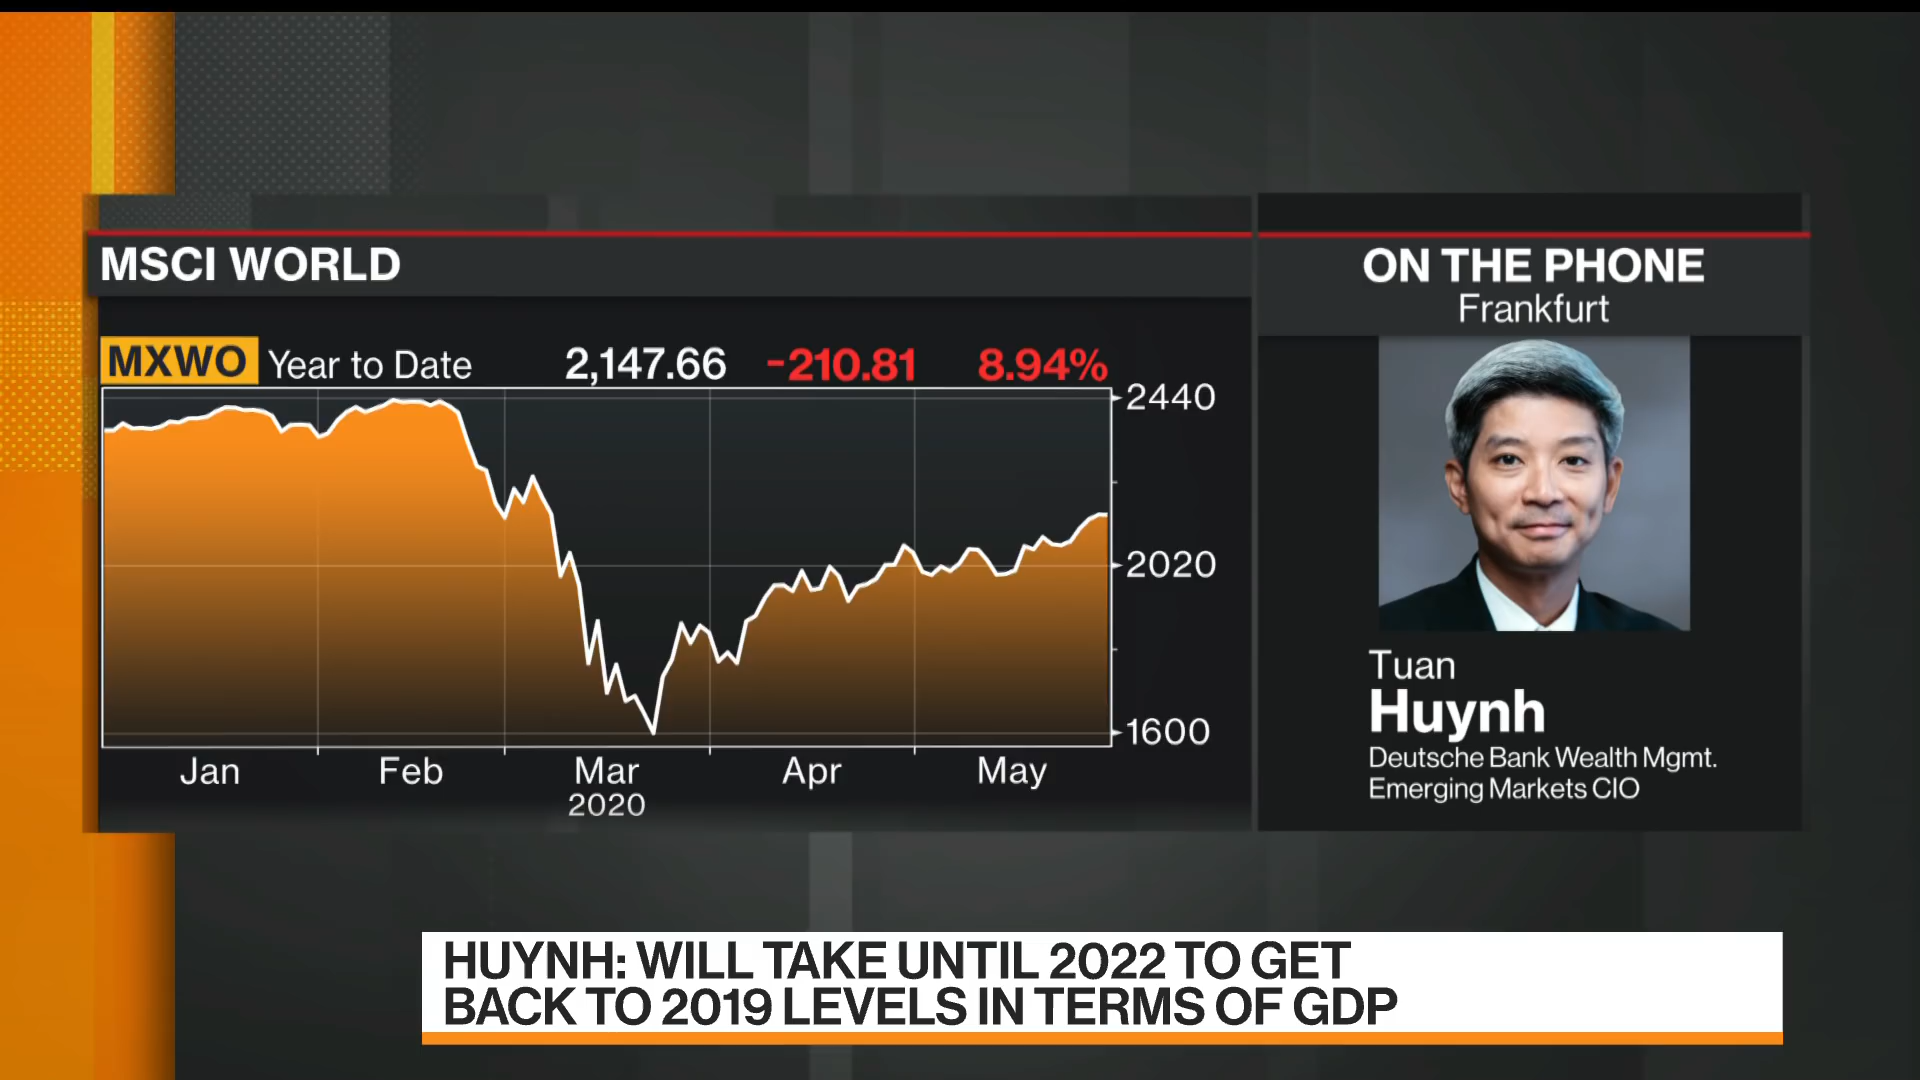 MSCI WORLD
MXWO Year to Date 2,147.66 -210.81 8.94%
2440
2020
1600
Jan Feb Mar Apr May
2020
ON THE PHONE
Frankfurt
Tuan
Huynh
Deutsche Bank Wealth Mgmt.
Emerging Markets CIO
HUYNH: WILL TAKE UNTIL 2022 TO GET
BACK TO 2019 LEVELS IN TERMS OF GDP